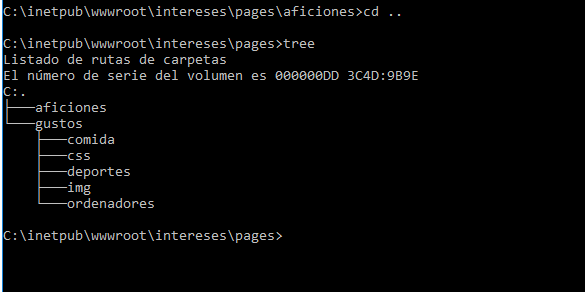 C:\inetpub\wwwroot\intereses\pages\aficiones>cd ..
C:\inetpub\wwwroot\intereses\pages>tree
Listado de rutas de carpetas
El número de serie del volumen es 000000DD 3C4D:9B9E
C:.
├───aficiones
└───gustos
    ├───comida
    ├───css
    ├───deportes
    ├───img
    └───ordenadores
C:\inetpub\wwwroot\intereses\pages>